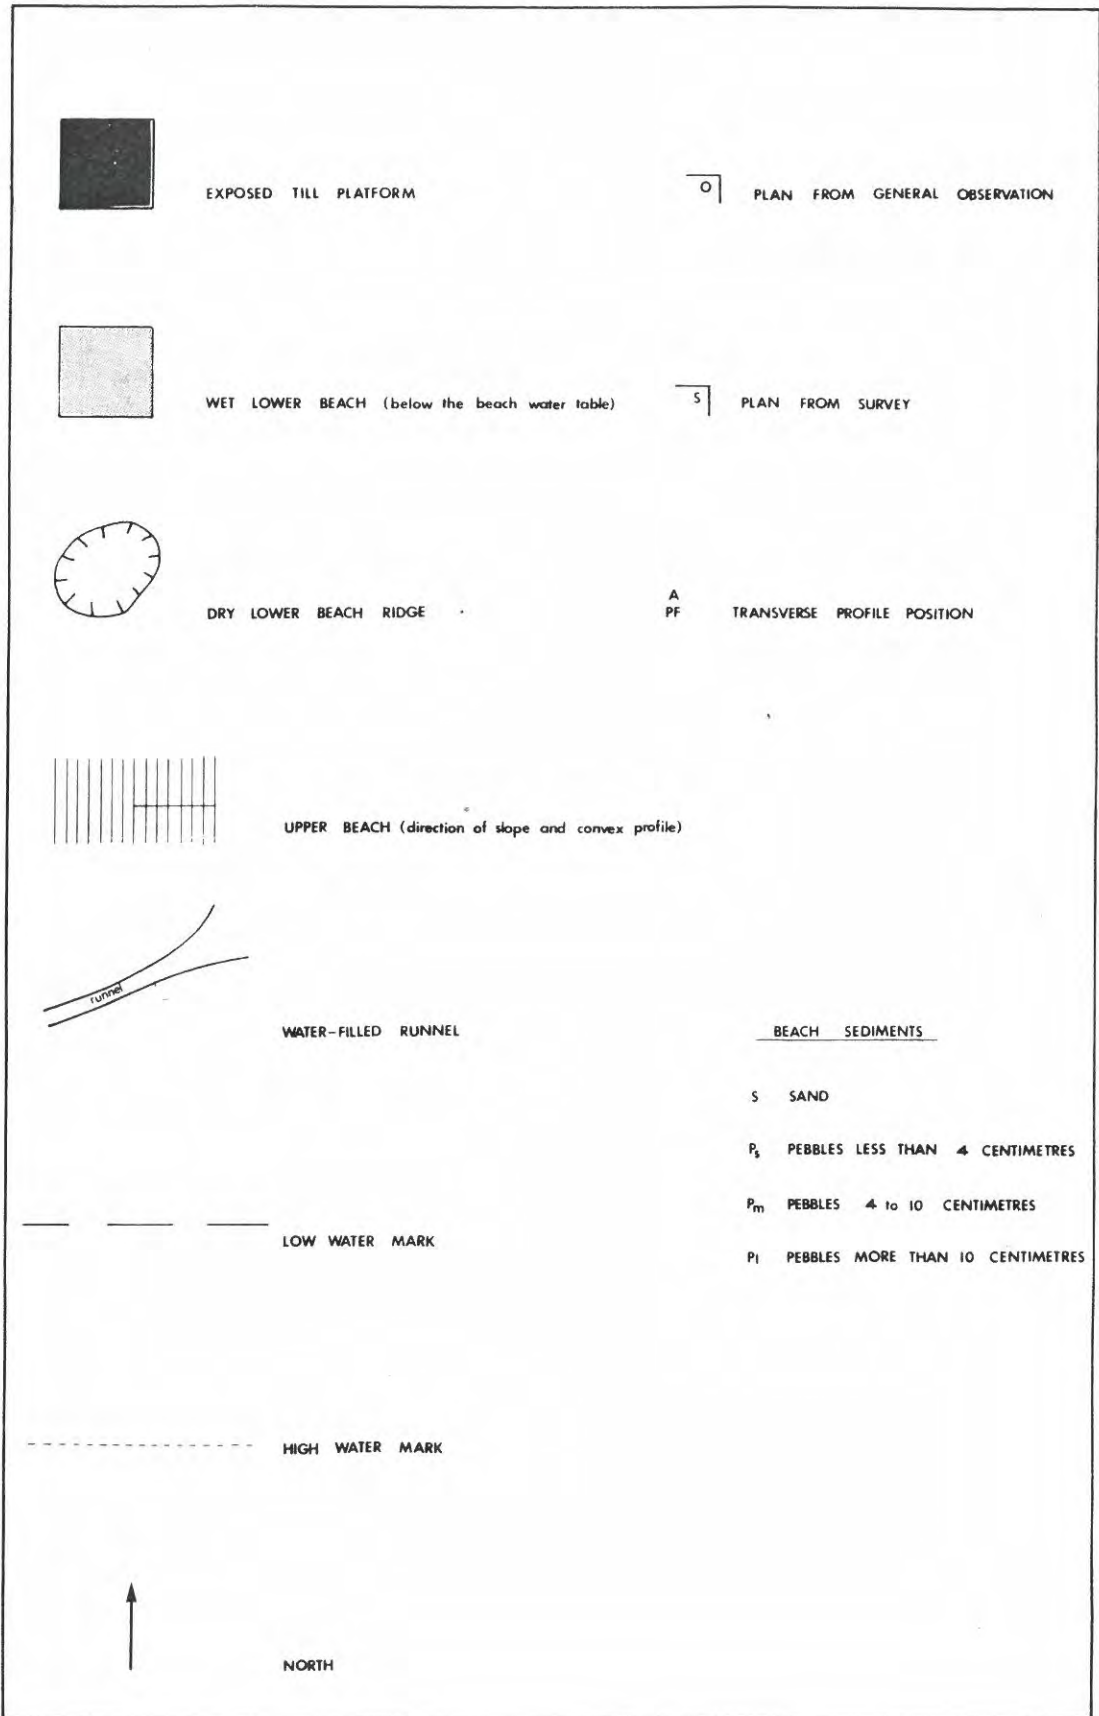 EXPOSED TILL PLATFORM
O PLAN FROM GENERAL OBSERVATION
WET LOWER BEACH (below the beach water table)
S PLAN FROM SURVEY
DRY LOWER BEACH RIDGE
A
PF TRANSVERSE PROFILE POSITION
UPPER BEACH (direction of slope and convex profile)
runnel
WATER-FILLED RUNNEL
LOW WATER MARK
HIGH WATER MARK
NORTH
BEACH SEDIMENTS
S SAND
Ps PEBBLES LESS THAN 4 CENTIMETRES
Pm PEBBLES 4 to 10 CENTIMETRES
Pl PEBBLES MORE THAN 10 CENTIMETRES